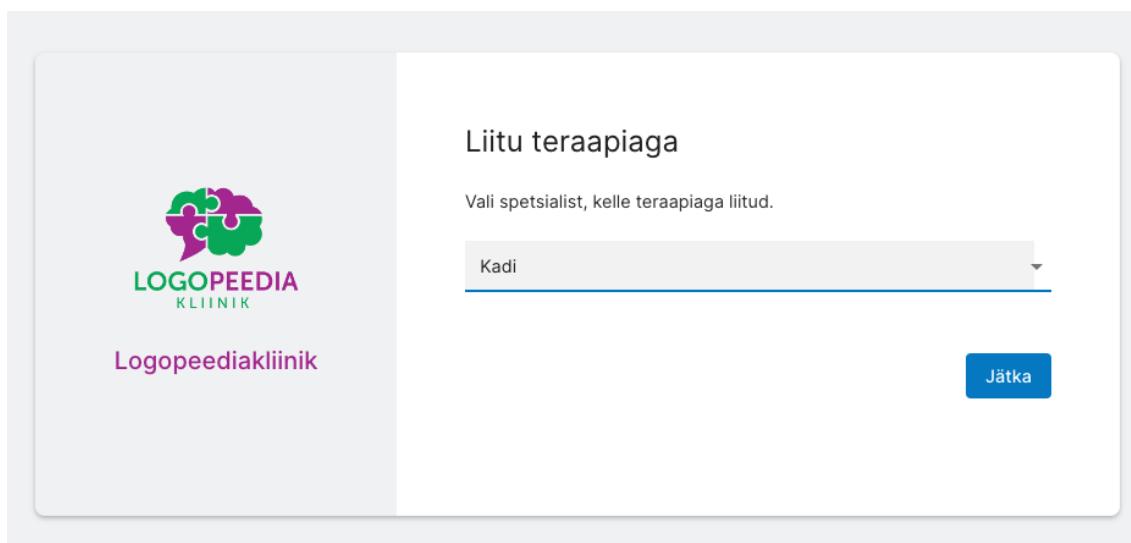 LOGOPEEDIA
KLIINIK
Logopeediakliinik
Liitu teraapiaga
Vali spetsialist, kelle teraapiaga liitud.
Kadi
Jätka